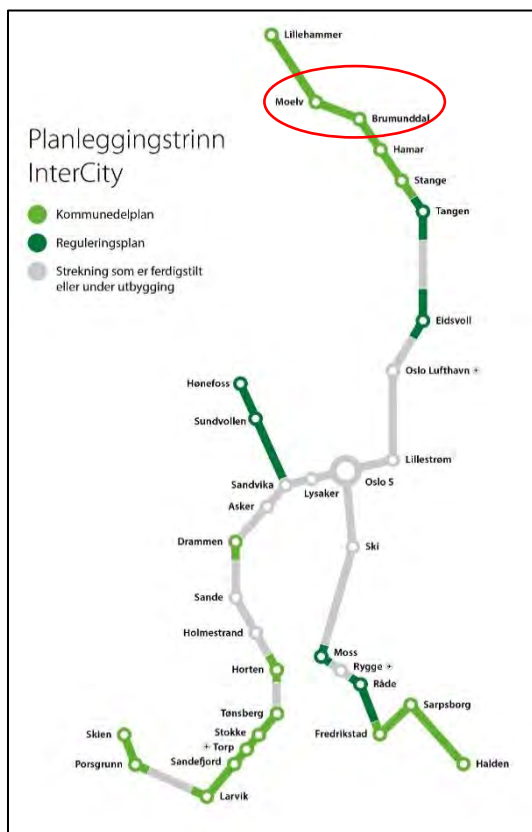 Lillehammer
Moelv
Brumunddal
Planleggingstrinn
InterCity
Hamar
Stange
Kommunedelplan
Tangen
Reguleringsplan
Strekning som er ferdigstilt
eller under utbygging
Eidsvoll
Oslo Lufthavn
Hønefoss
Sundvollen
Lillestrøm
Sandvika
Lysaker
Oslo S
Asker
Drammen
Ski
Sande
Holmestrand
Moss
Rygge
Horten
Råde
Sarpsborg
Tønsberg
Skien
Stokke
Fredrikstad
Torp
Porsgrunn
Sandefjord
Halden
Larvik